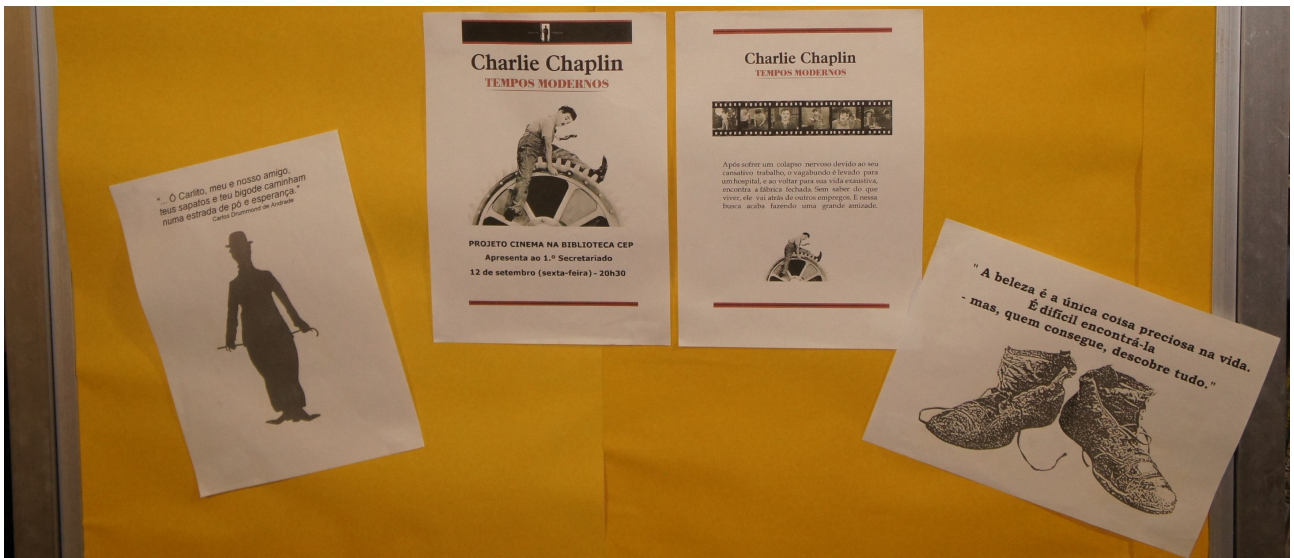 "... Ó Carlito, meu e nosso amigo,
teus sapatos e teu bigode caminham
numa estrada de pó e esperança."
Carlos Drummond de Andrade
Charlie Chaplin
TEMPOS MODERNOS
PROJETO CINEMA NA BIBLIOTECA CEP
Apresenta ao 1.º Secretariado
12 de setembro (sexta-feira) - 20h30
Charlie Chaplin
TEMPOS MODERNOS
Após sofrer um colapso nervoso devido ao seu
cansativo trabalho, o vagabundo é levado para
um hospital, e ao voltar para sua vida exaustiva,
encontra a fábrica fechada. Sem saber do que
viver, ele vai atrás de outros empregos. E nessa
busca acaba fazendo uma grande amizade.
" A beleza é a única coisa preciosa na vida.
É difícil encontrá-la
- mas, quem consegue, descobre tudo."